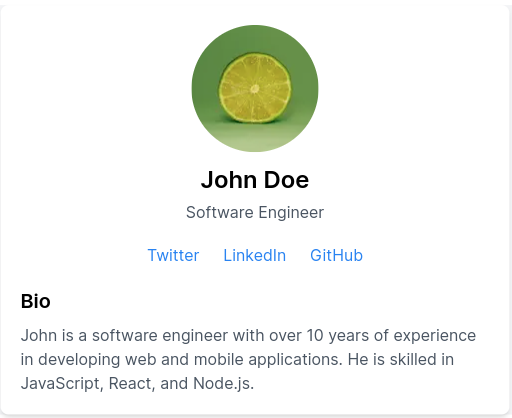 John Doe
Software Engineer
Twitter LinkedIn GitHub
Bio
John is a software engineer with over 10 years of experience
in developing web and mobile applications. He is skilled in
JavaScript, React, and Node.js.